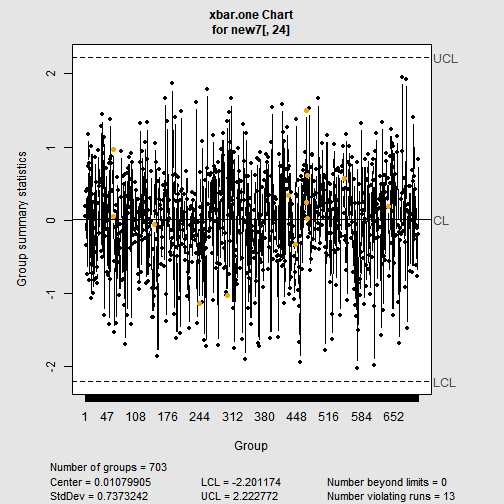 xbar.one Chart
for new7[, 24]
UCL
2
1
Group summary statistics
0
CL
-1
-2
LCL
1 47 108 176 244 312 380 448 516 584 652
Group
Number of groups = 703
Center = 0.01079905 LCL = -2.201174 Number beyond limits = 0
StdDev = 0.7373242 UCL = 2.222772 Number violating runs = 13